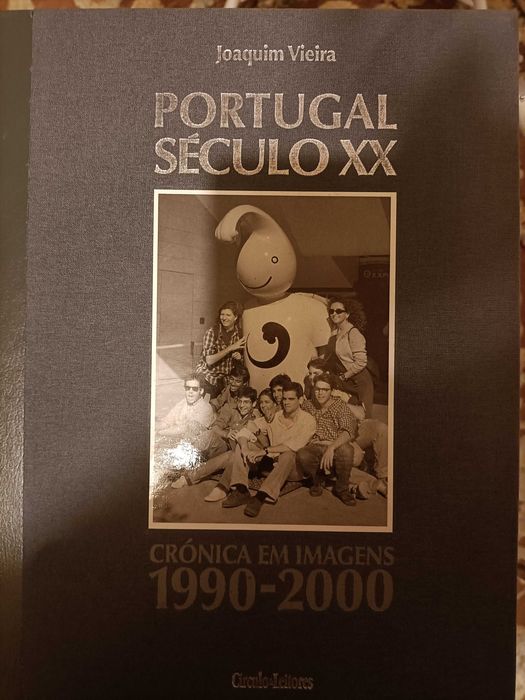 Joaquim Vieira
PORTUGAL
SÉCULO XX
CRÓNICA EM IMAGENS
1990-2000
Círculo de Leitores